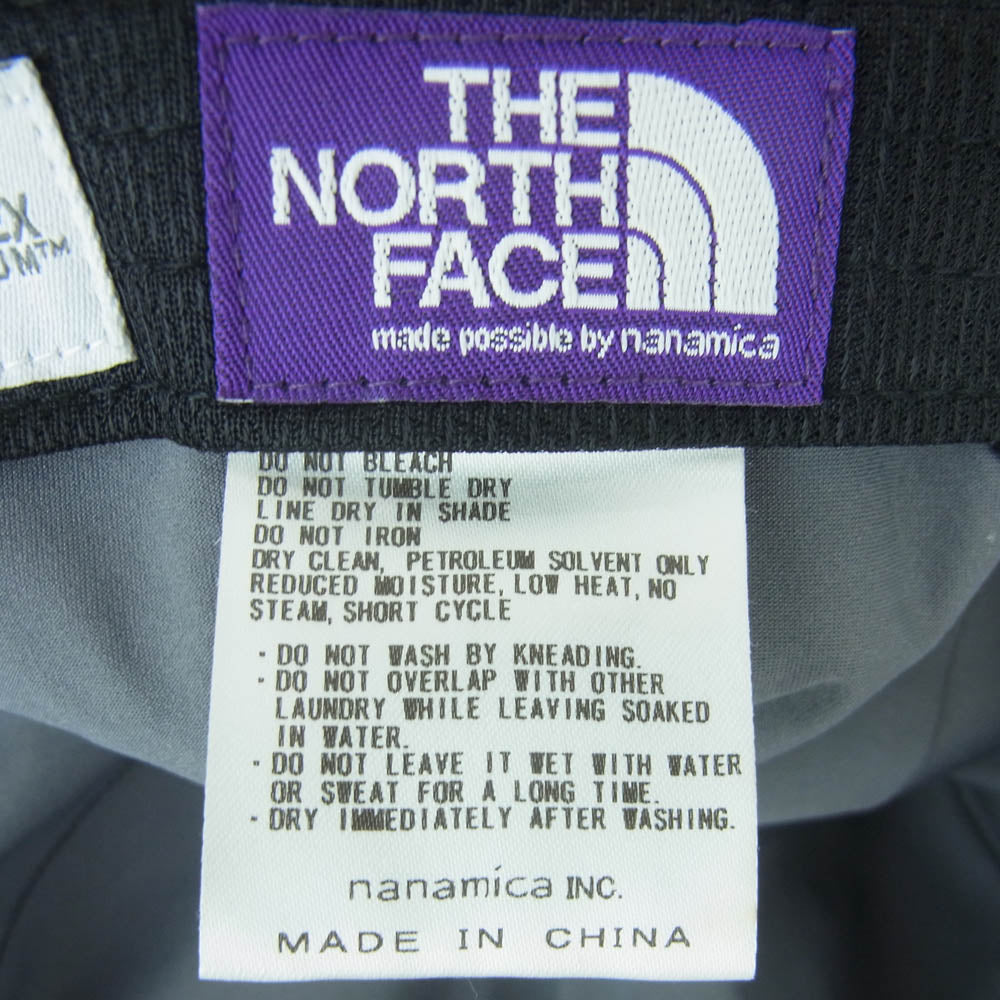 THE
NORTH
FACE
made possible by nanamica
DO NOT BLEACH
DO NOT TUMBLE DRY
LINE DRY IN SHADE
DO NOT IRON
DRY CLEAN, PETROLEUM SOLVENT ONLY
REDUCED MOISTURE, LOW HEAT, NO
STEAM, SHORT CYCLE
· DO NOT WASH BY KNEADING.
· DO NOT OVERLAP WITH OTHER
LAUNDRY WHILE LEAVING SOAKED
IN WATER.
· DO NOT LEAVE IT WET WITH WATER
OR SWEAT FOR A LONG TIME.
· DRY IMMEDIATELY AFTER WASHING.
nanamica INC.
MADE IN CHINA